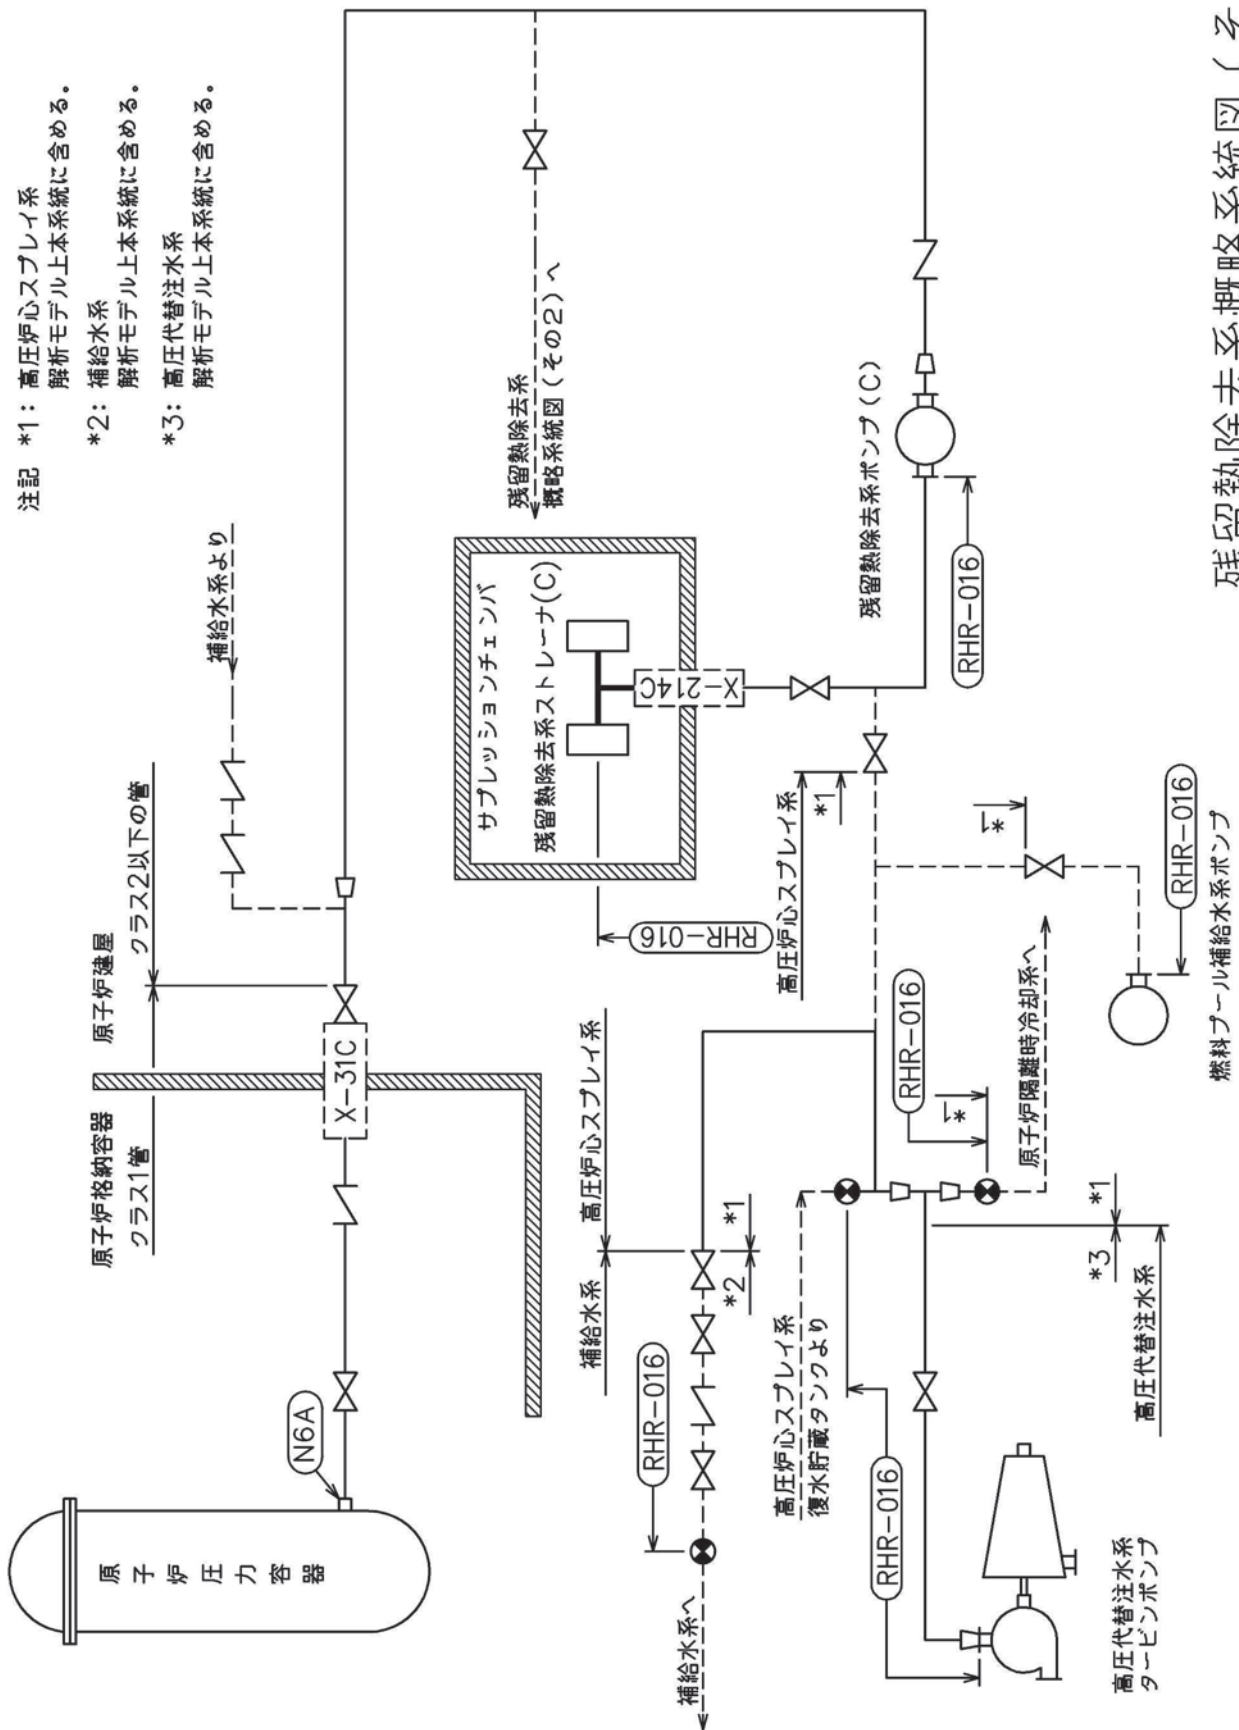 注記 *1: 高圧炉心スプレイ系
解析モデル上本系統に含める。
*2: 補給水系
解析モデル上本系統に含める。
*3: 高圧代替注水系
解析モデル上本系統に含める。
原子炉圧力容器
N6A
原子炉格納容器
クラス1管
原子炉建屋
クラス2以下の管
X-31C
補給水系より
残留熱除去系
概略系統図(その2)へ
サプレッションチェンバ
残留熱除去系ストレーナ(C)
X-214C
RHR-016
残留熱除去系ポンプ(C)
RHR-016
高圧炉心スプレイ系
*1
補給水系
高圧炉心スプレイ系
*2
*1
RHR-016
補給水系へ
高圧炉心スプレイ系
復水貯蔵タンクより
RHR-016
*1
原子炉隔離時冷却系へ
*1
RHR-016
燃料プール補給水系ポンプ
*3
*1
高圧代替注水系
RHR-016
高圧代替注水系
タービンポンプ
残留熱除去系概略系統図(そ